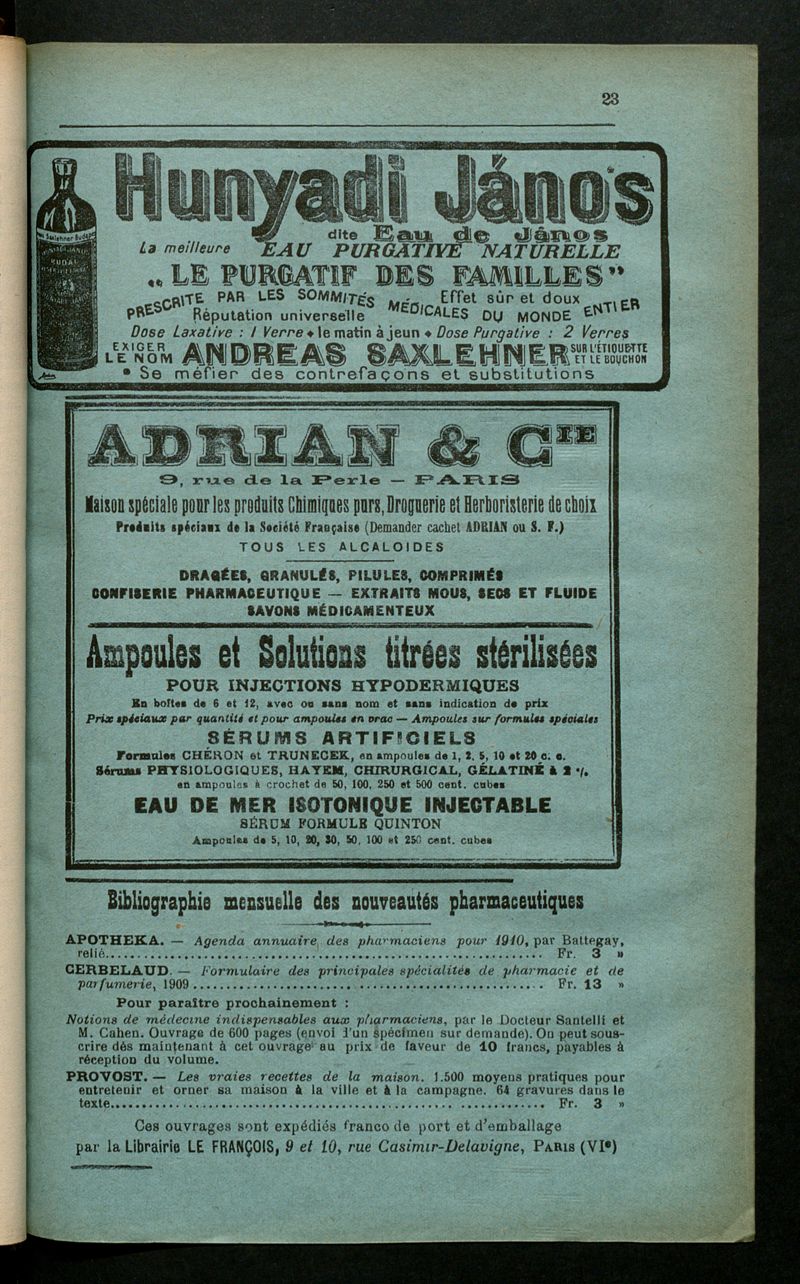 23
Hunyadi János
dite Eau de János
La meilleure EAU PURGATIVE NATURELLE
„ LE PURGATIF DES FAMILLES”
PRESCRITE PAR LES SOMMITÉS MÉDICALES DU MONDE ENTIER
Réputation universelle Effet sûr et doux
Dose Laxative : 1 Verre ♦ le matin à jeun ♦ Dose Purgative : 2 Verres
EXIGER LE NOM ANDREAS SAXLEHNER SUR L'ÉTIQUETTE ET LE BOUCHON
• Se méfier des contrefaçons et substitutions
ADRIAN & CIE
9, rue de la Perle — PARIS
Maison spéciale pour les produits Chimiques purs, Droguerie et Herboristerie de choix
Produits spéciaux de la Société Française (Demander cachet ADRIAN ou S. F.)
TOUS LES ALCALOIDES
DRAGÉES, GRANULÉS, PILULES, COMPRIMÉS
CONFISERIE PHARMACEUTIQUE — EXTRAITS MOUS, SECS ET FLUIDE
SAVONS MÉDICAMENTEUX
Ampoules et Solutions titrées stérilisées
POUR INJECTIONS HYPODERMIQUES
En boîtes de 6 et 12, avec ou sans nom et sans indication de prix
Prix spéciaux par quantité et pour ampoules en vrac — Ampoules sur formules spéciales
SÉRUMS ARTIFICIELS
Formules CHÉRON et TRUNECEK, en ampoules de 1, 2, 5, 10 et 20 c. c.
Sérums PHYSIOLOGIQUES, HAYEM, CHIRURGICAL, GÉLATINÉ à 2 %
en ampoules à crochet de 50, 100, 250 et 500 cent. cubes
EAU DE MER ISOTONIQUE INJECTABLE
SÉRUM FORMULE QUINTON
Ampoules de 5, 10, 20, 30, 50, 100 et 250 cent. cubes
Bibliographie mensuelle des nouveautés pharmaceutiques
APOTHEKA. — Agenda annuaire des pharmaciens pour 1910, par Battegay,
relié.......... Fr. 3 »
CERBELAUD. — Formulaire des principales spécialités de pharmacie et de
parfumerie, 1909.......... Fr. 13 »
Pour paraître prochainement :
Notions de médecine indispensables aux pharmaciens, par le Docteur Santelli et
M. Cahen. Ouvrage de 600 pages (envoi d'un spécimen sur demande). On peut sous-
crire dés maintenant à cet ouvrage au prix de faveur de 10 francs, payables à
réception du volume.
PROVOST. — Les vraies recettes de la maison. 1.500 moyens pratiques pour
entretenir et orner sa maison à la ville et à la campagne. 64 gravures dans le
texte.......... Fr. 3 »
Ces ouvrages sont expédiés franco de port et d'emballage
par la Librairie LE FRANÇOIS, 9 et 10, rue Casimir-Delavigne, PARIS (VIe)